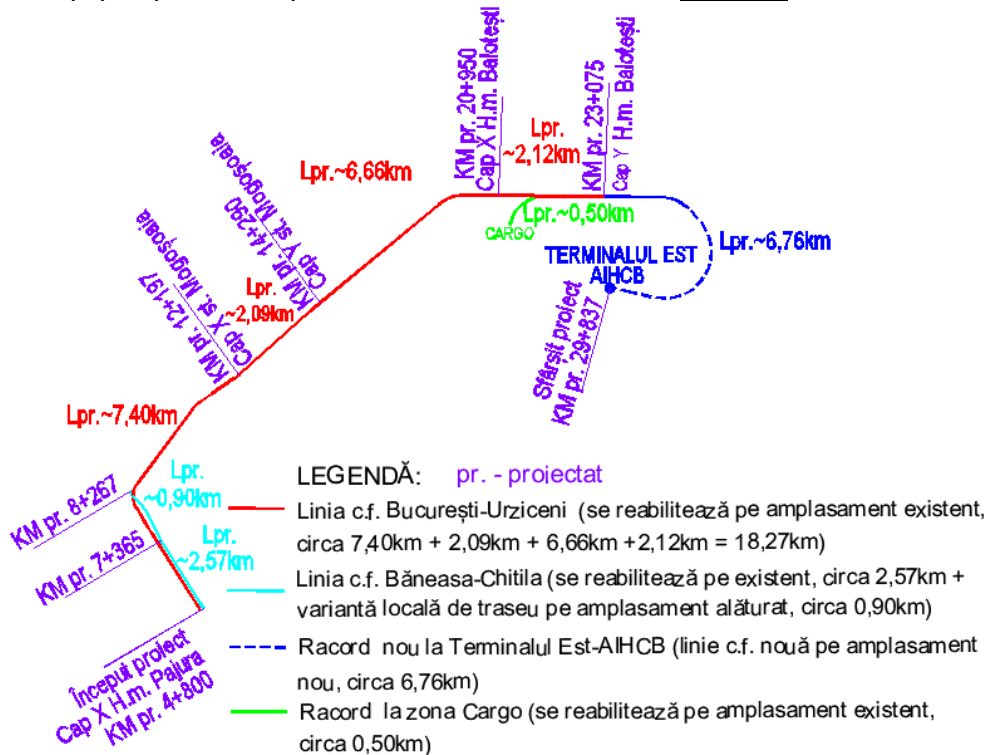 KM pr. 20+950
Cap X H.m. Balotești
Lpr.
~2,12km
KM pr. 23+075
Cap Y H.m. Balotești
Lpr.~6,66km
KM pr. 14+290
Cap Y st. Mogoșoaia
Lpr.~0,50km
CARGO
TERMINALUL EST
AIHCB
Lpr.~6,76km
KM pr. 12+197
Cap X st. Mogoșoaia
Lpr.
~2,09km
Sfârșit proiect
KM pr. 29+837
Lpr.~7,40km
KM pr. 8+267
Lpr.
~0,90km
KM pr. 7+365
Lpr.
~2,57km
Început proiect
Cap X H.m. Pajura
KM pr. 4+800
LEGENDĂ: pr. - proiectat
Linia c.f. București-Urziceni (se reabilitează pe amplasament existent,
circa 7,40km + 2,09km + 6,66km +2,12km = 18,27km)
Linia c.f. Băneasa-Chitila (se reabilitează pe existent, circa 2,57km +
variantă locală de traseu pe amplasament alăturat, circa 0,90km)
Racord nou la Terminalul Est-AIHCB (linie c.f. nouă pe amplasament
nou, circa 6,76km)
Racord la zona Cargo (se reabilitează pe amplasament existent,
circa 0,50km)